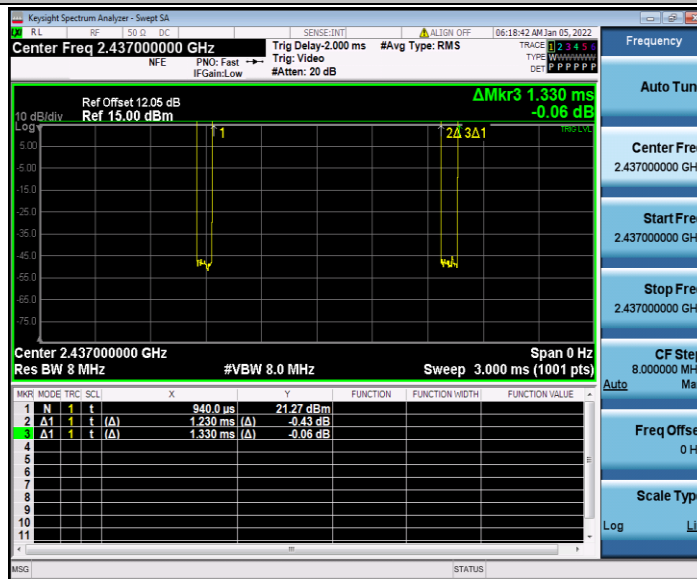 Keysight Spectrum Analyzer - Swept SA
RL RF 50 Ω DC SENSE:INT ALIGN OFF 06:18:42 AM Jan 05, 2022
Center Freq 2.437000000 GHz
NFE PNO: Fast IFGain:Low
Trig Delay-2.000 ms
Trig: Video
#Atten: 20 dB
#Avg Type: RMS
TRACE 1 2 3 4 5 6
TYPE WWWWWW
DET P P P P P P
Ref Offset 12.05 dB
10 dB/div Ref 15.00 dBm
Log
ΔMkr3 1.330 ms
-0.06 dB
1 2Δ 3Δ1
TRIG LVL
5.00
-5.00
-15.0
-25.0
-35.0
-45.0
-55.0
-65.0
-75.0
Center 2.437000000 GHz Span 0 Hz
Res BW 8 MHz #VBW 8.0 MHz Sweep 3.000 ms (1001 pts)
MKR MODE TRC SCL X Y FUNCTION FUNCTION WIDTH FUNCTION VALUE
1 N 1 t 940.0 µs 21.27 dBm
2 Δ1 1 t (Δ) 1.230 ms (Δ) -0.43 dB
3 Δ1 1 t (Δ) 1.330 ms (Δ) -0.06 dB
4
5
6
7
8
9
10
11
MSG STATUS
Frequency
Auto Tun
Center Fre
2.437000000 GH
Start Fre
2.437000000 GH
Stop Fre
2.437000000 GH
CF Step
8.000000 MH
Auto Ma
Freq Offse
0 H
Scale Type
Log Li